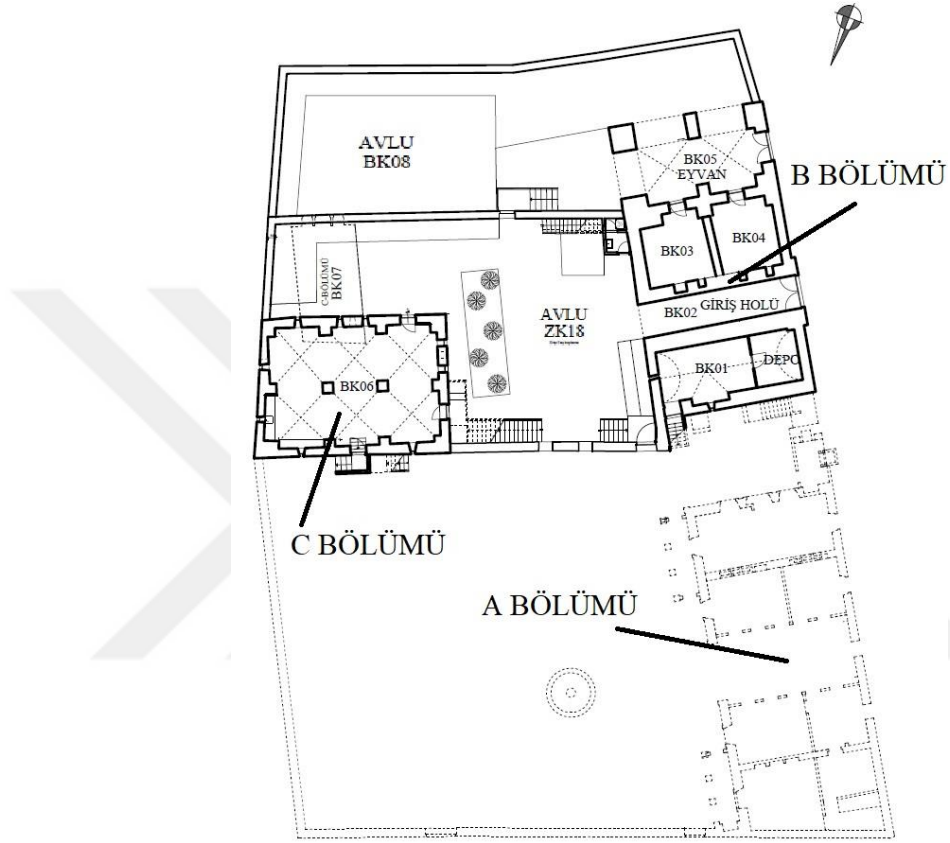 AVLU
BK08
BK05
EYVAN
B BÖLÜMÜ
BK03
BK04
C-BÖLÜMÜ
BK07
AVLU
ZK18
BK02
GİRİŞ HOLÜ
BK01
DEPO
BK06
C BÖLÜMÜ
A BÖLÜMÜ